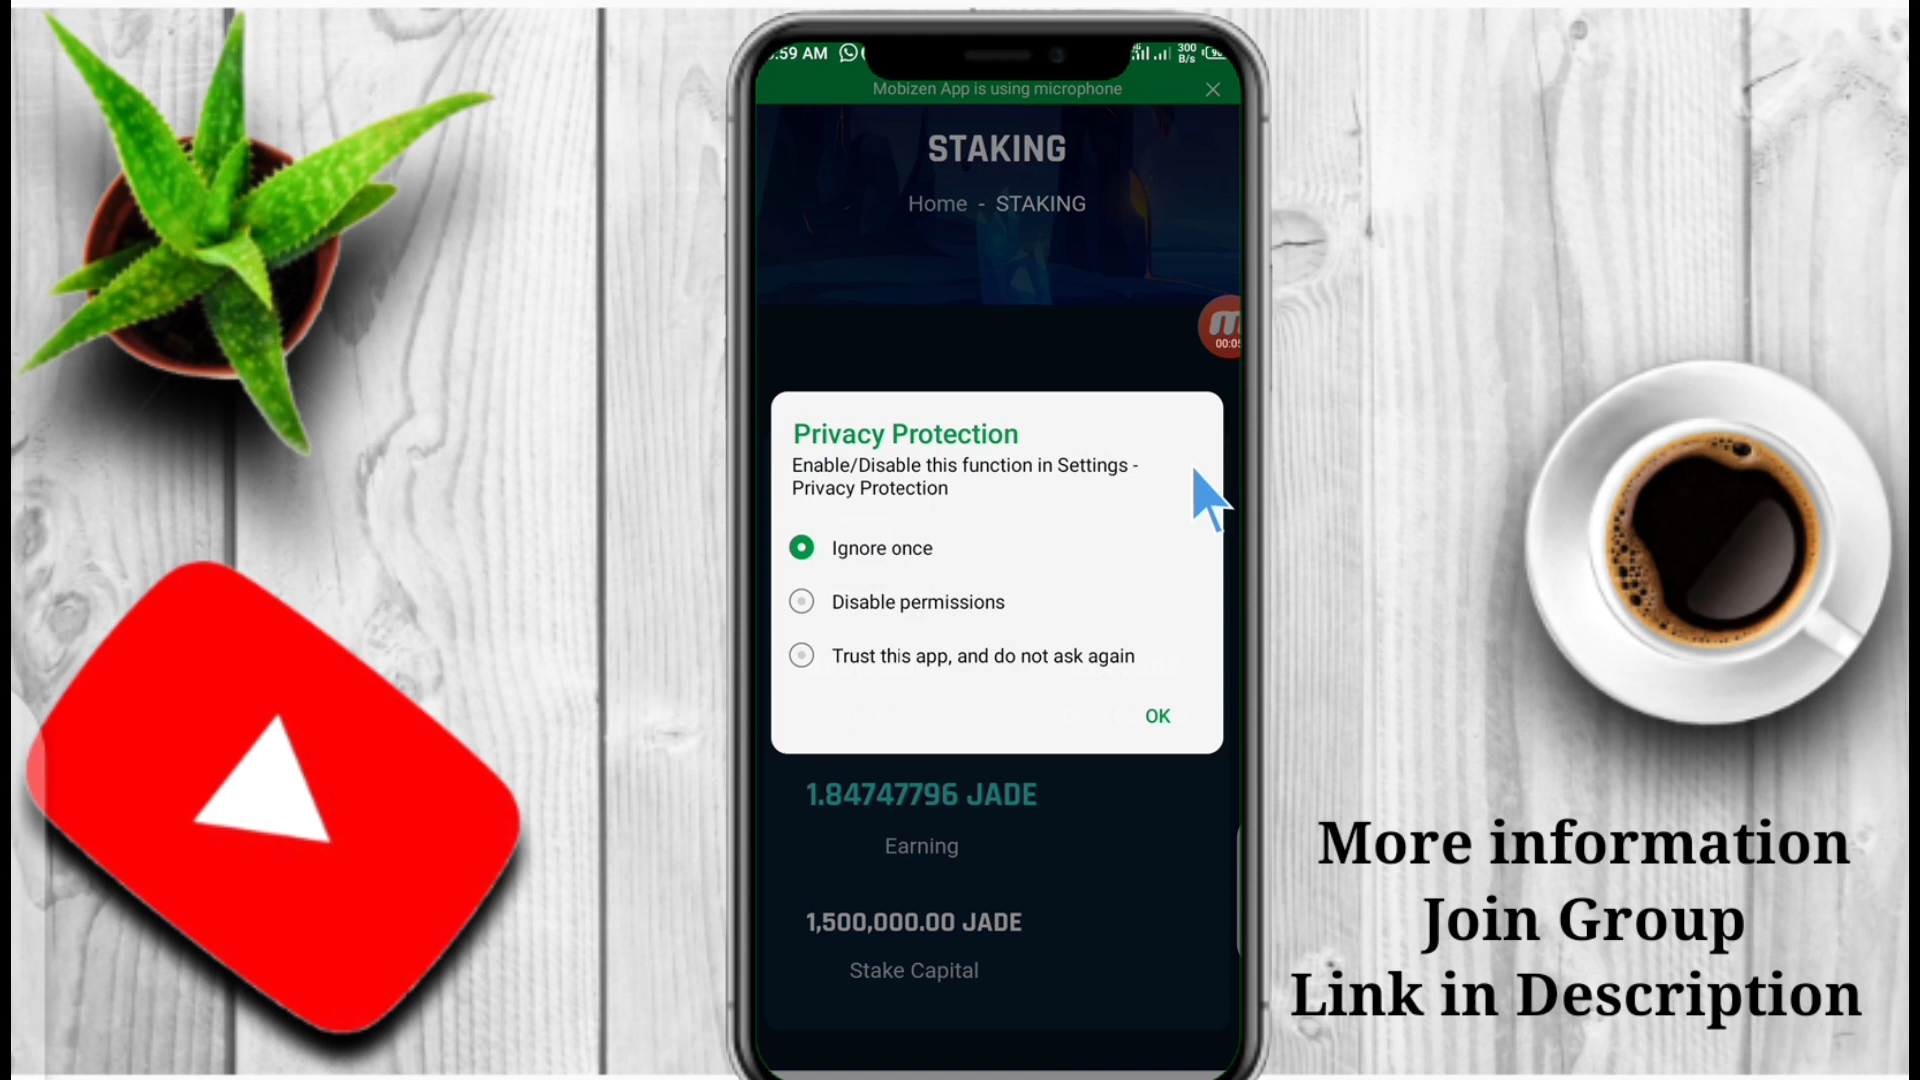 :59 AM
300
B/s
Mobizen App is using microphone
STAKING
Home - STAKING
m
00:05
Privacy Protection
Enable/Disable this function in Settings -
Privacy Protection
Ignore once
Disable permissions
Trust this app, and do not ask again
OK
1.84747796 JADE
Earning
1,500,000.00 JADE
Stake Capital
More information
Join Group
Link in Description